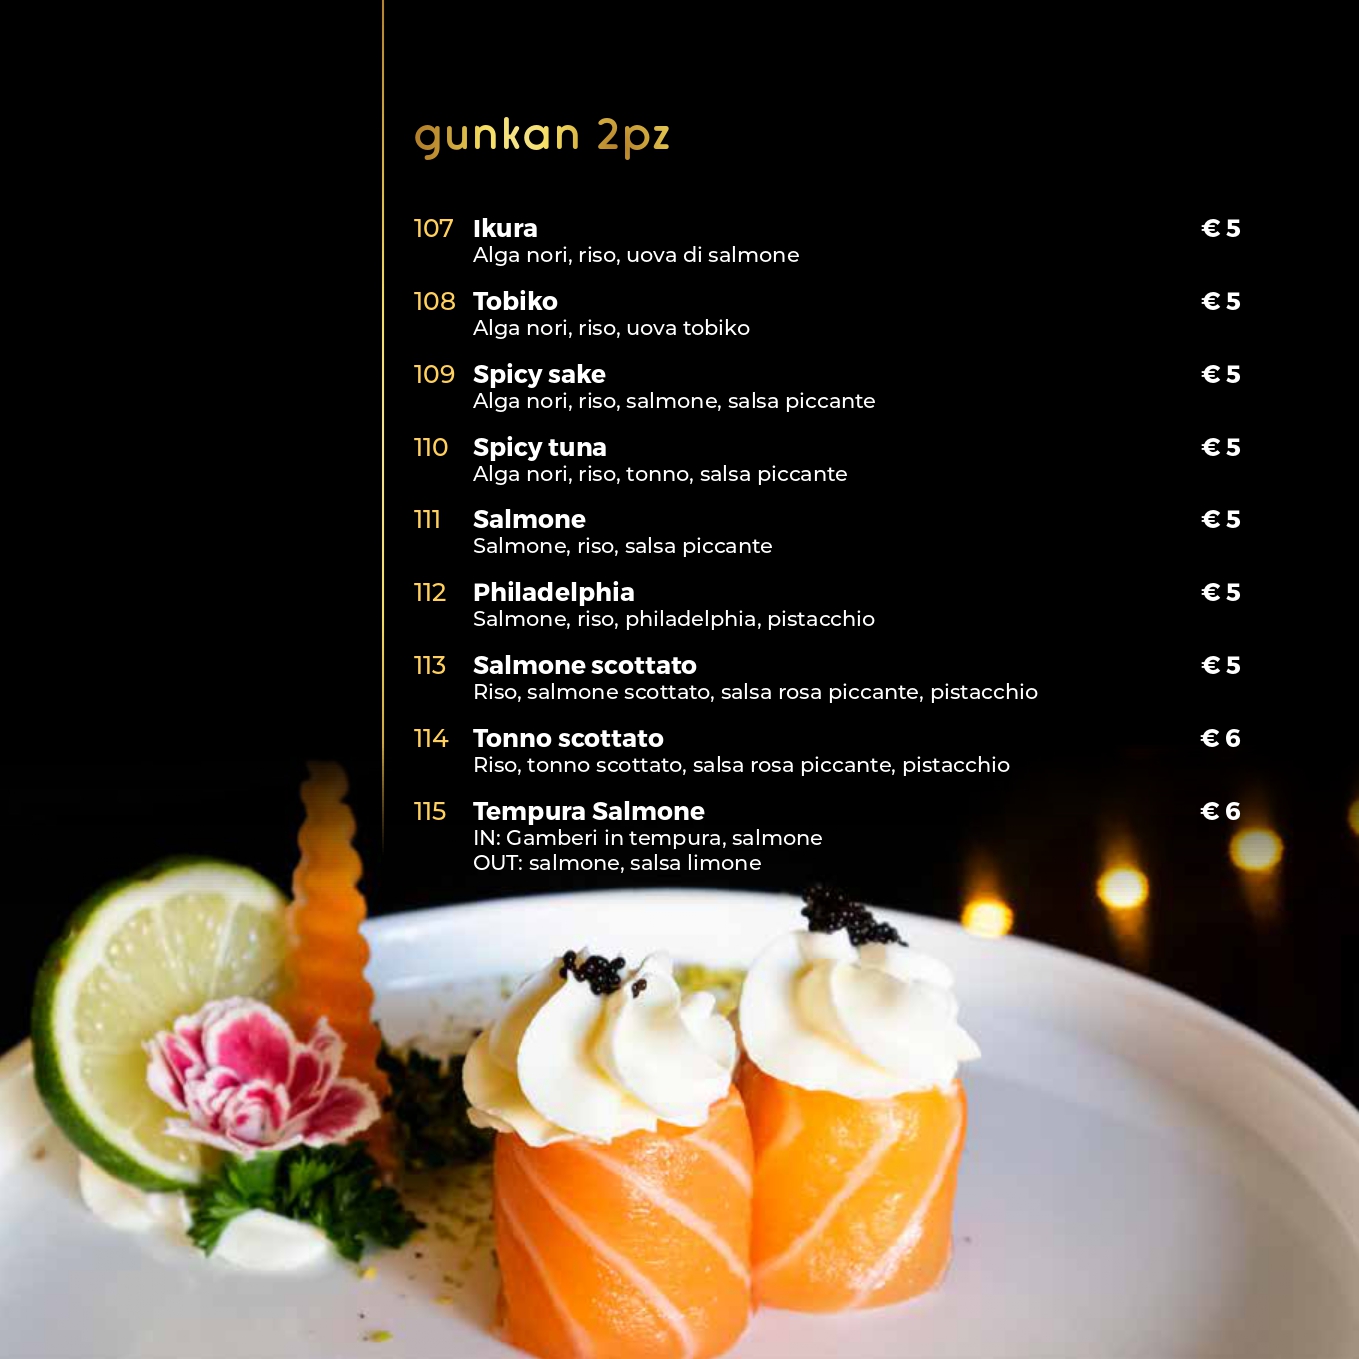 gunkan 2pz
107 Ikura € 5
Alga nori, riso, uova di salmone
108 Tobiko € 5
Alga nori, riso, uova tobiko
109 Spicy sake € 5
Alga nori, riso, salmone, salsa piccante
110 Spicy tuna € 5
Alga nori, riso, tonno, salsa piccante
111 Salmone € 5
Salmone, riso, salsa piccante
112 Philadelphia € 5
Salmone, riso, philadelphia, pistacchio
113 Salmone scottato € 5
Riso, salmone scottato, salsa rosa piccante, pistacchio
114 Tonno scottato € 6
Riso, tonno scottato, salsa rosa piccante, pistacchio
115 Tempura Salmone € 6
IN: Gamberi in tempura, salmone
OUT: salmone, salsa limone